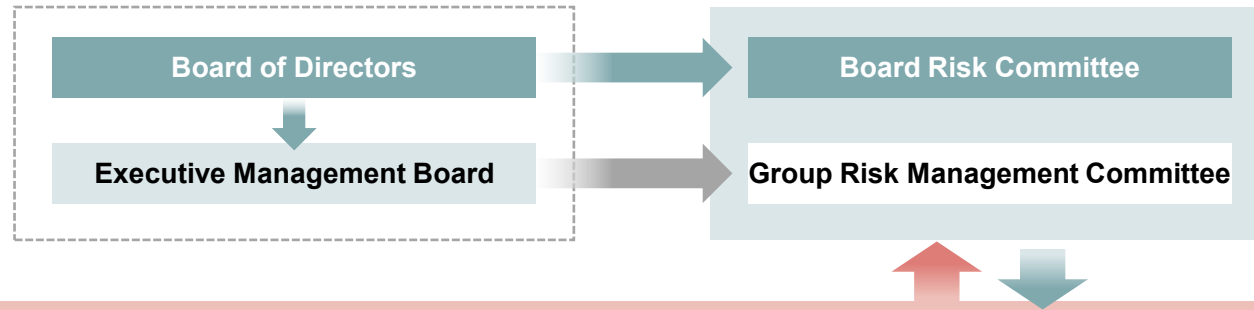 Board of Directors
Board Risk Committee
Executive Management Board
Group Risk Management Committee